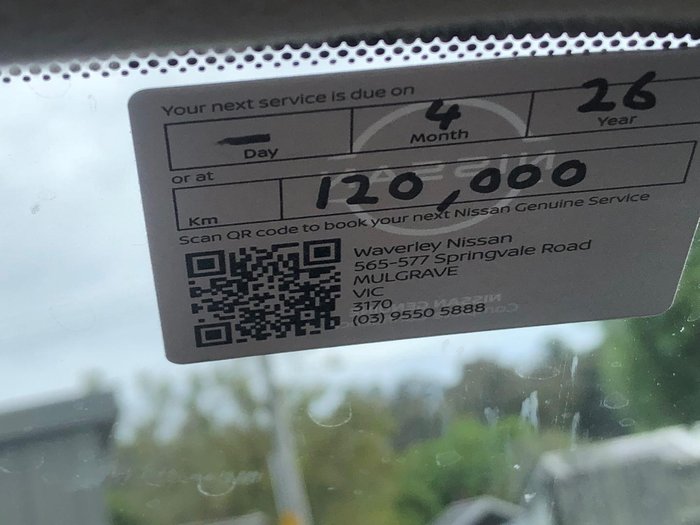 Your next service is due on
— 4 26
Day Month Year
or at
Km 120,000
Scan QR code to book your next Nissan Genuine Service
Waverley Nissan
565-577 Springvale Road
MULGRAVE
VIC
3170
(03) 9550 5888
NISSAN
NISSAN